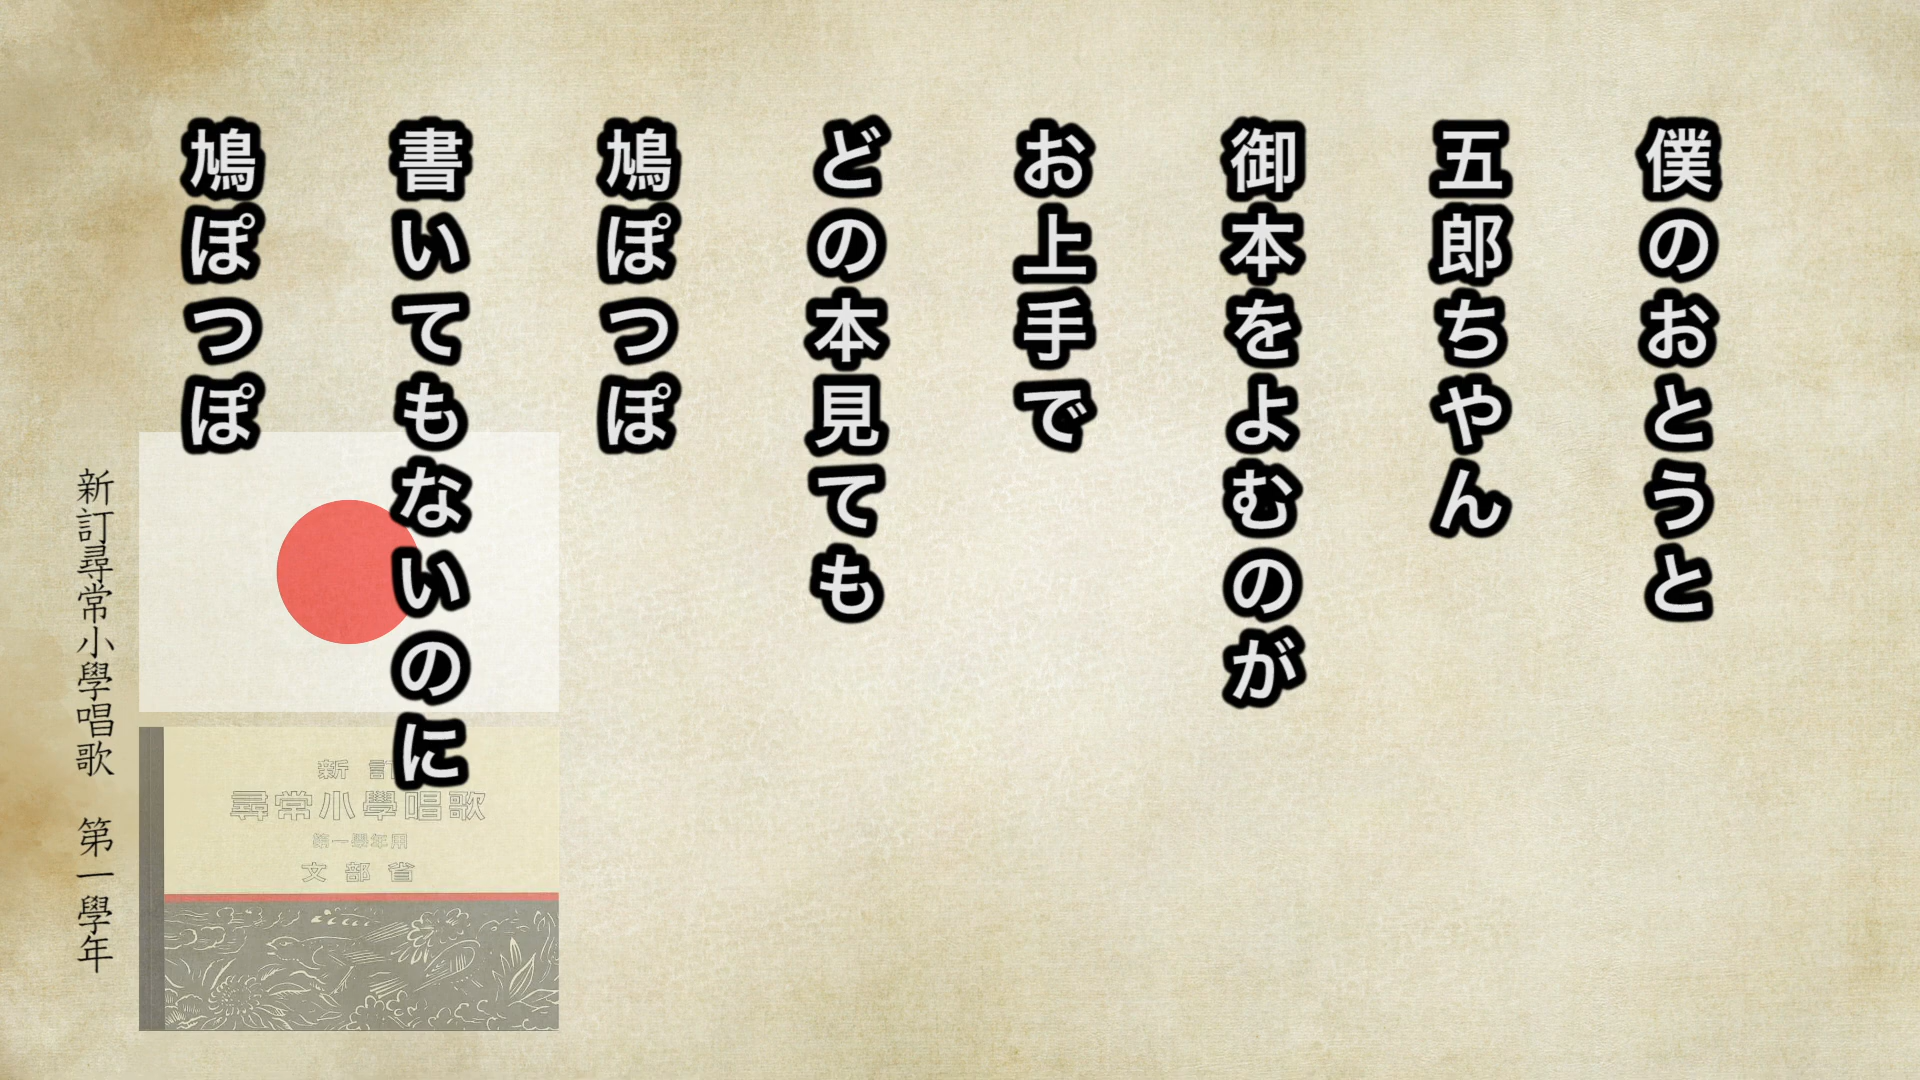 僕のおとうと
五郎ちやん
御本をよむのが
お上手で
どの本見ても
鳩ぽつぽ
書いてもないのに
鳩ぽつぽ
新訂尋常小學唱歌　第一學年
新訂
尋常小學唱歌
第一學年用
文部省